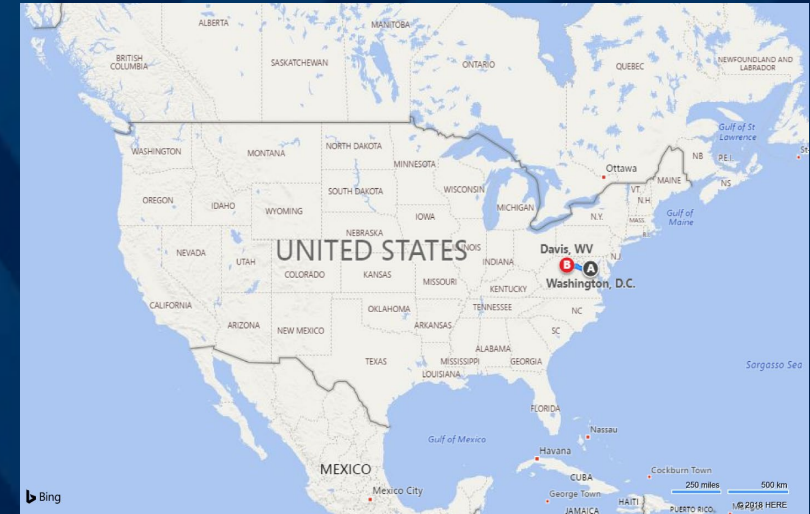 ALBERTA
MANITOBA
BRITISH
COLUMBIA
SASKATCHEWAN
ONTARIO
QUEBEC
NEWFOUNDLAND AND
LABRADOR
Gulf of St
Lawrence
WASHINGTON
MONTANA
NORTH DAKOTA
MINNESOTA
Ottawa
NB
P.E.I.
MAINE
NS
OREGON
IDAHO
SOUTH DAKOTA
WISCONSIN
MICHIGAN
VT.
N.H.
WYOMING
IOWA
N.Y.
MASS.
Gulf of
Maine
NEBRASKA
NEVADA
UTAH
UNITED STATES
INDIANA
Davis, WV
N.J.
B
A
COLORADO
KANSAS
MISSOURI
KENTUCKY
Washington, D.C.
CALIFORNIA
OKLAHOMA
TENNESSEE
NC
ARIZONA
NEW MEXICO
ARKANSAS
SC
TEXAS
MISSISSIPPI
ALABAMA
GEORGIA
LOUISIANA
Sargasso Sea
FLORIDA
Gulf of Mexico
Nassau
Havana
MEXICO
CUBA
Cockburn Town
Mexico City
George Town
HAITI
JAMAICA
PUERTO RICO
250 miles
500 km
Bing
© 2018 HERE